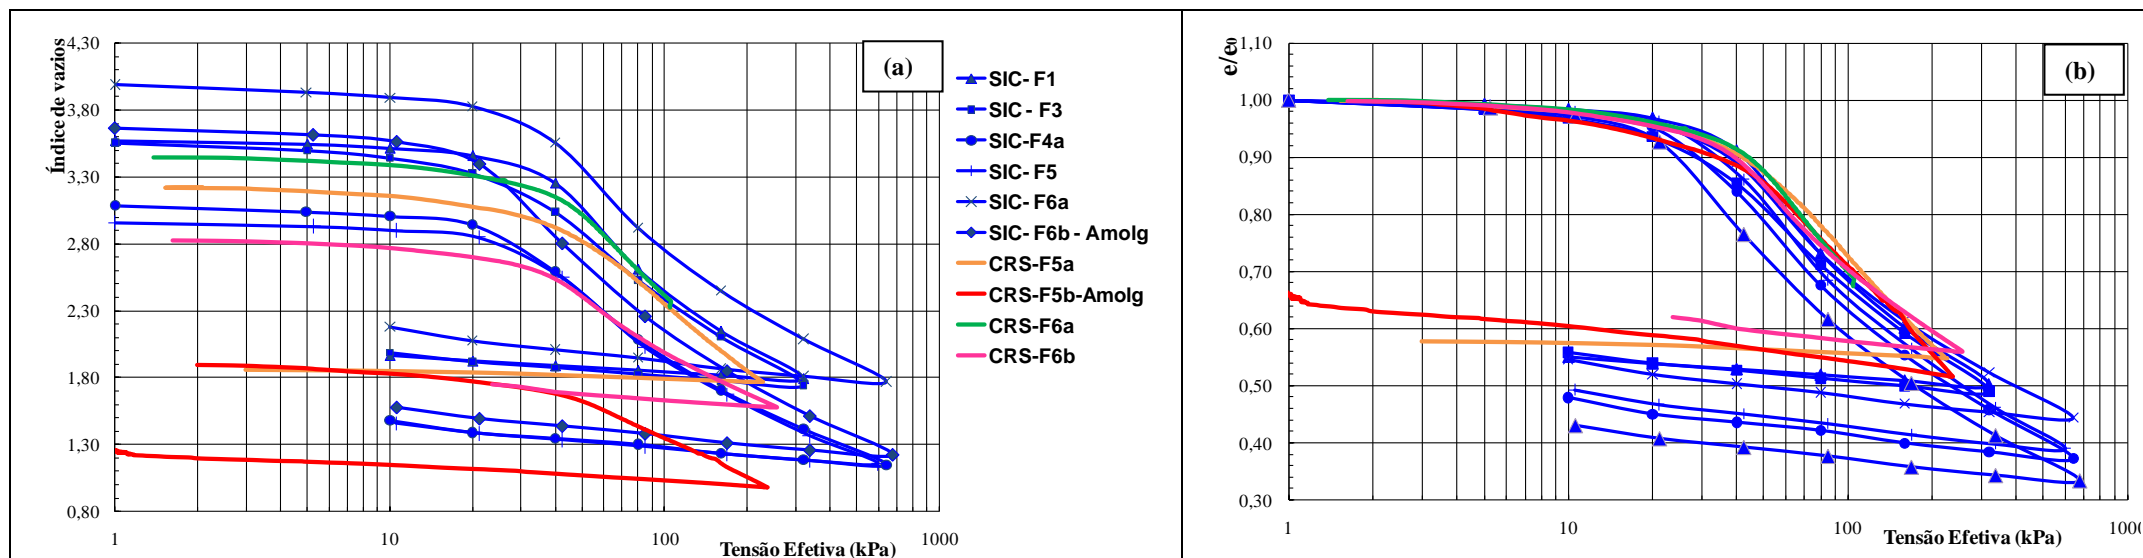 Índice de vazios
4,30
3,80
3,30
2,80
2,30
1,80
1,30
0,80
1
10
100
1000
Tensão Efetiva (kPa)
(a)
SIC- F1
SIC - F3
SIC-F4a
SIC- F5
SIC- F6a
SIC- F6b - Amolg
CRS-F5a
CRS-F5b-Amolg
CRS-F6a
CRS-F6b
e/e0
1,10
1,00
0,90
0,80
0,70
0,60
0,50
0,40
0,30
1
10
100
1000
Tensão Efetiva (kPa)
(b)